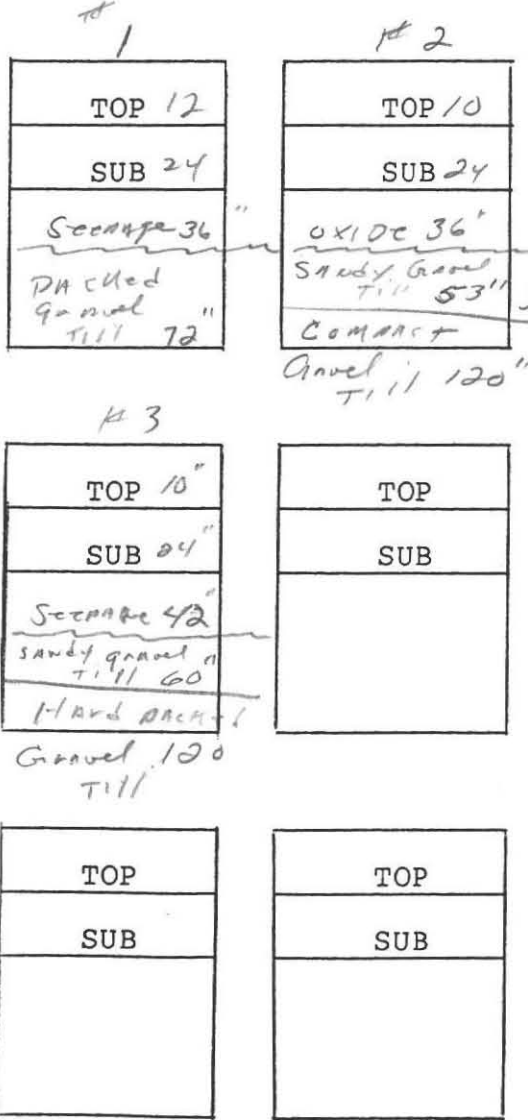 # 1
TOP 12
SUB 24
Seepage 36"
Packed
gravel
Till 72"
# 2
TOP 10
SUB 24
OXIDE 36"
Sandy Gravel
Till 53"
Compact
Gravel
Till 120"
# 3
TOP 10"
SUB 24"
Seepage 42"
Sandy gravel
Till 60"
Hard packed
Gravel 120
Till
TOP
SUB
TOP
SUB
TOP
SUB